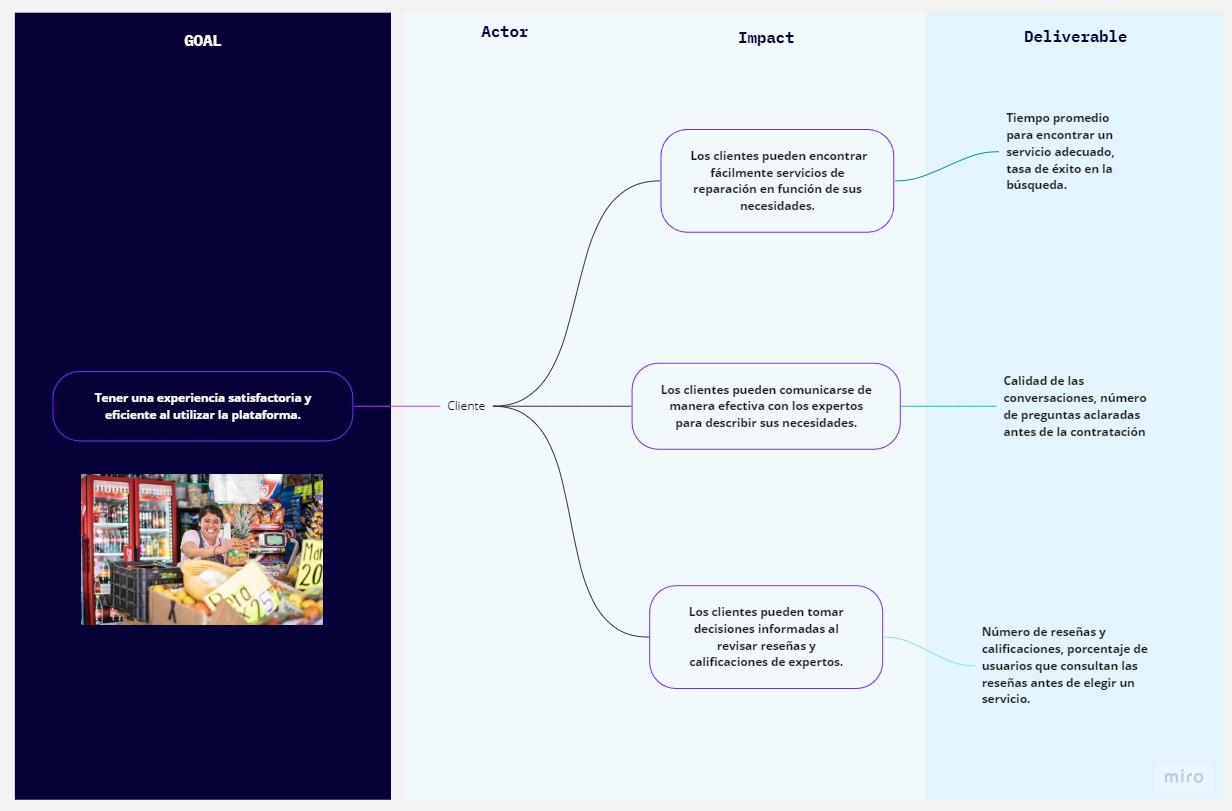 GOAL
Actor
Impact
Deliverable
Tener una experiencia satisfactoria y
eficiente al utilizar la plataforma.
Cliente
Los clientes pueden encontrar
fácilmente servicios de
reparación en función de sus
necesidades.
Tiempo promedio
para encontrar un
servicio adecuado,
tasa de éxito en la
búsqueda.
Los clientes pueden comunicarse de
manera efectiva con los expertos
para describir sus necesidades.
Calidad de las
conversaciones, número
de preguntas aclaradas
antes de la contratación
Los clientes pueden tomar
decisiones informadas al
revisar reseñas y
calificaciones de expertos.
Número de reseñas y
calificaciones, porcentaje de
usuarios que consultan las
reseñas antes de elegir un
servicio.
miro